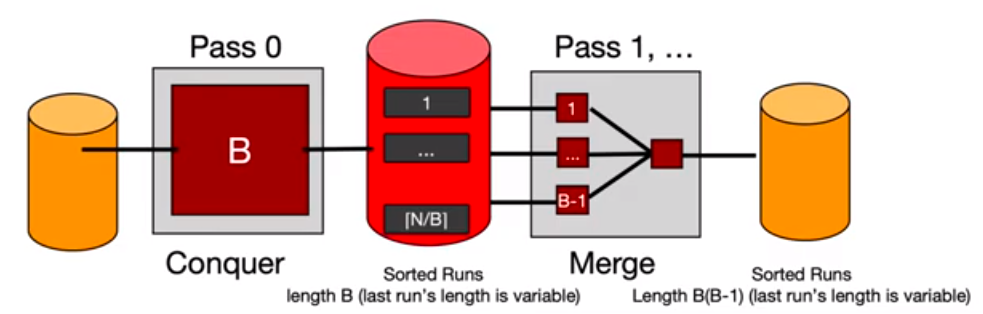 Pass 0
Pass 1, ...
B
1
...
⌈N/B⌉
1
...
B-1
Conquer
Merge
Sorted Runs
length B (last run's length is variable)
Sorted Runs
Length B(B-1) (last run's length is variable)